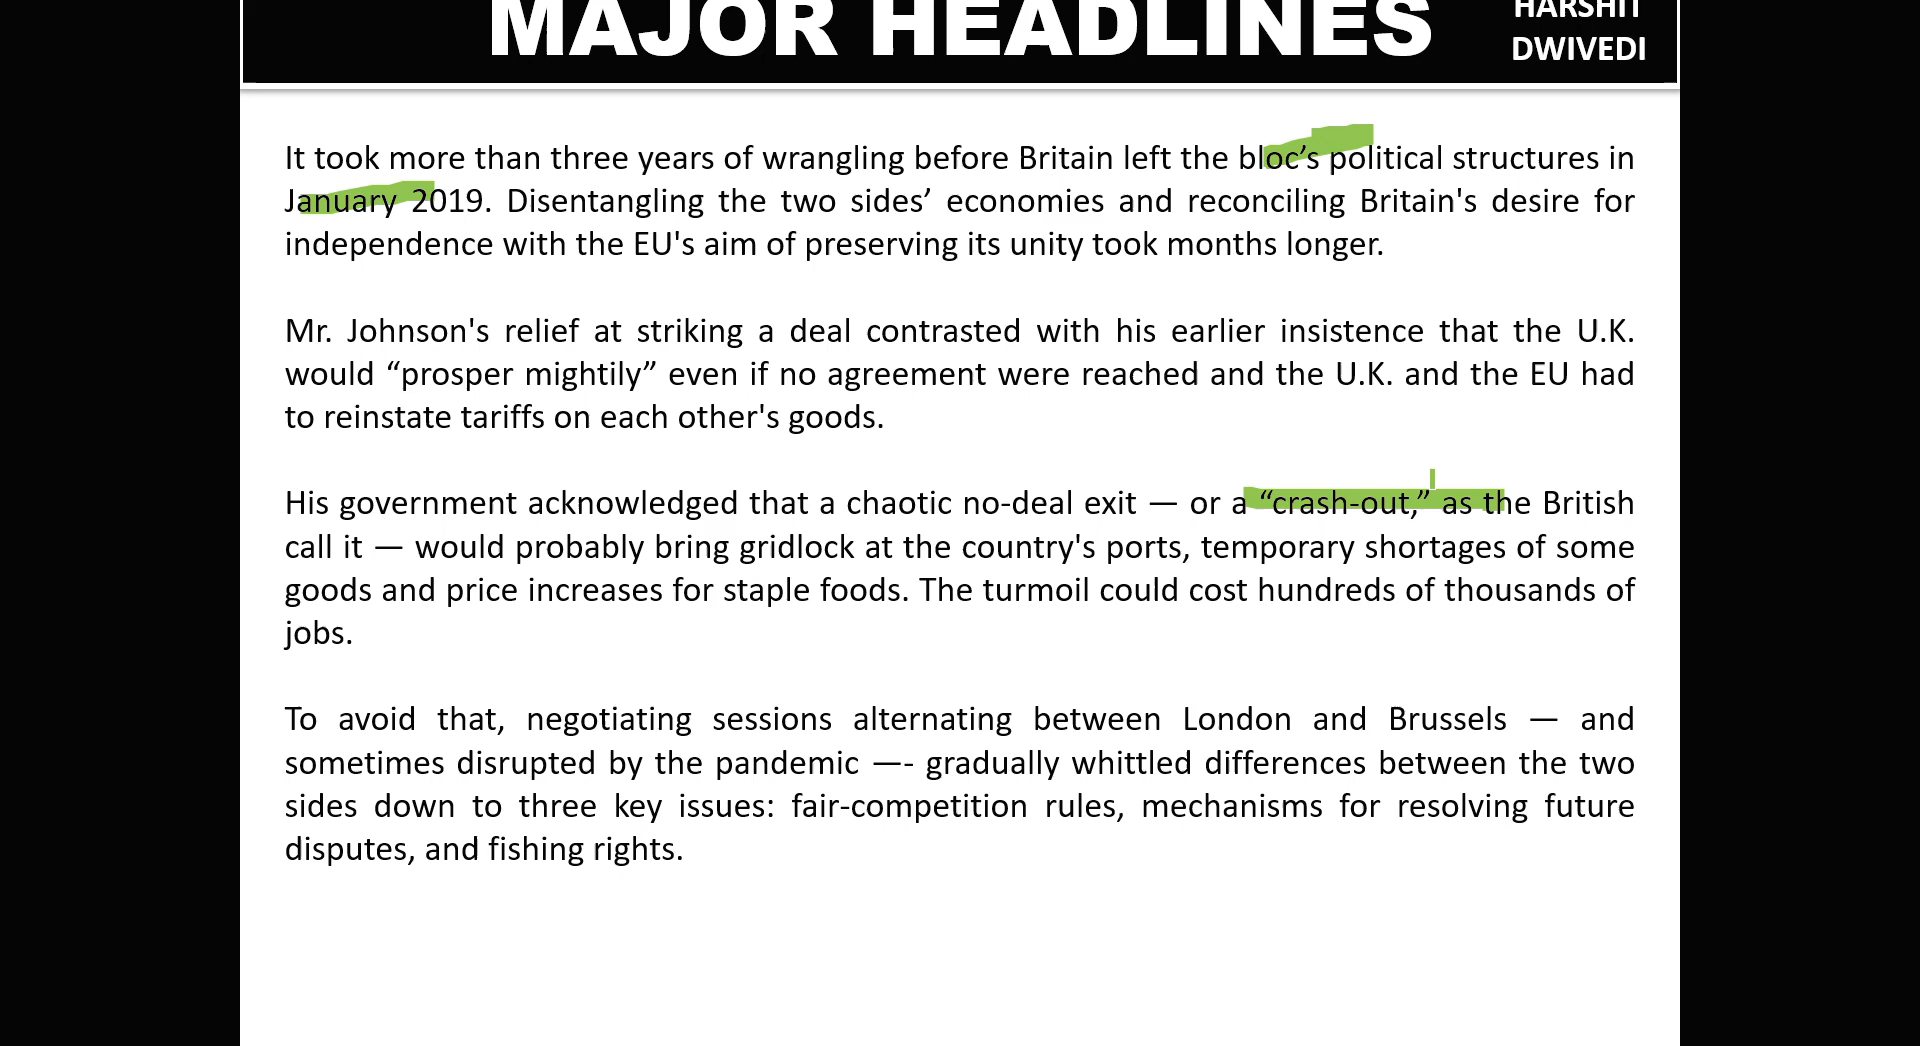 MAJOR HEADLINES
HARSHIT
DWIVEDI
It took more than three years of wrangling before Britain left the bloc’s political structures in
January 2019. Disentangling the two sides’ economies and reconciling Britain's desire for
independence with the EU's aim of preserving its unity took months longer.
Mr. Johnson's relief at striking a deal contrasted with his earlier insistence that the U.K.
would “prosper mightily” even if no agreement were reached and the U.K. and the EU had
to reinstate tariffs on each other's goods.
His government acknowledged that a chaotic no-deal exit — or a “crash-out,” as the British
call it — would probably bring gridlock at the country's ports, temporary shortages of some
goods and price increases for staple foods. The turmoil could cost hundreds of thousands of
jobs.
To avoid that, negotiating sessions alternating between London and Brussels — and
sometimes disrupted by the pandemic —- gradually whittled differences between the two
sides down to three key issues: fair-competition rules, mechanisms for resolving future
disputes, and fishing rights.